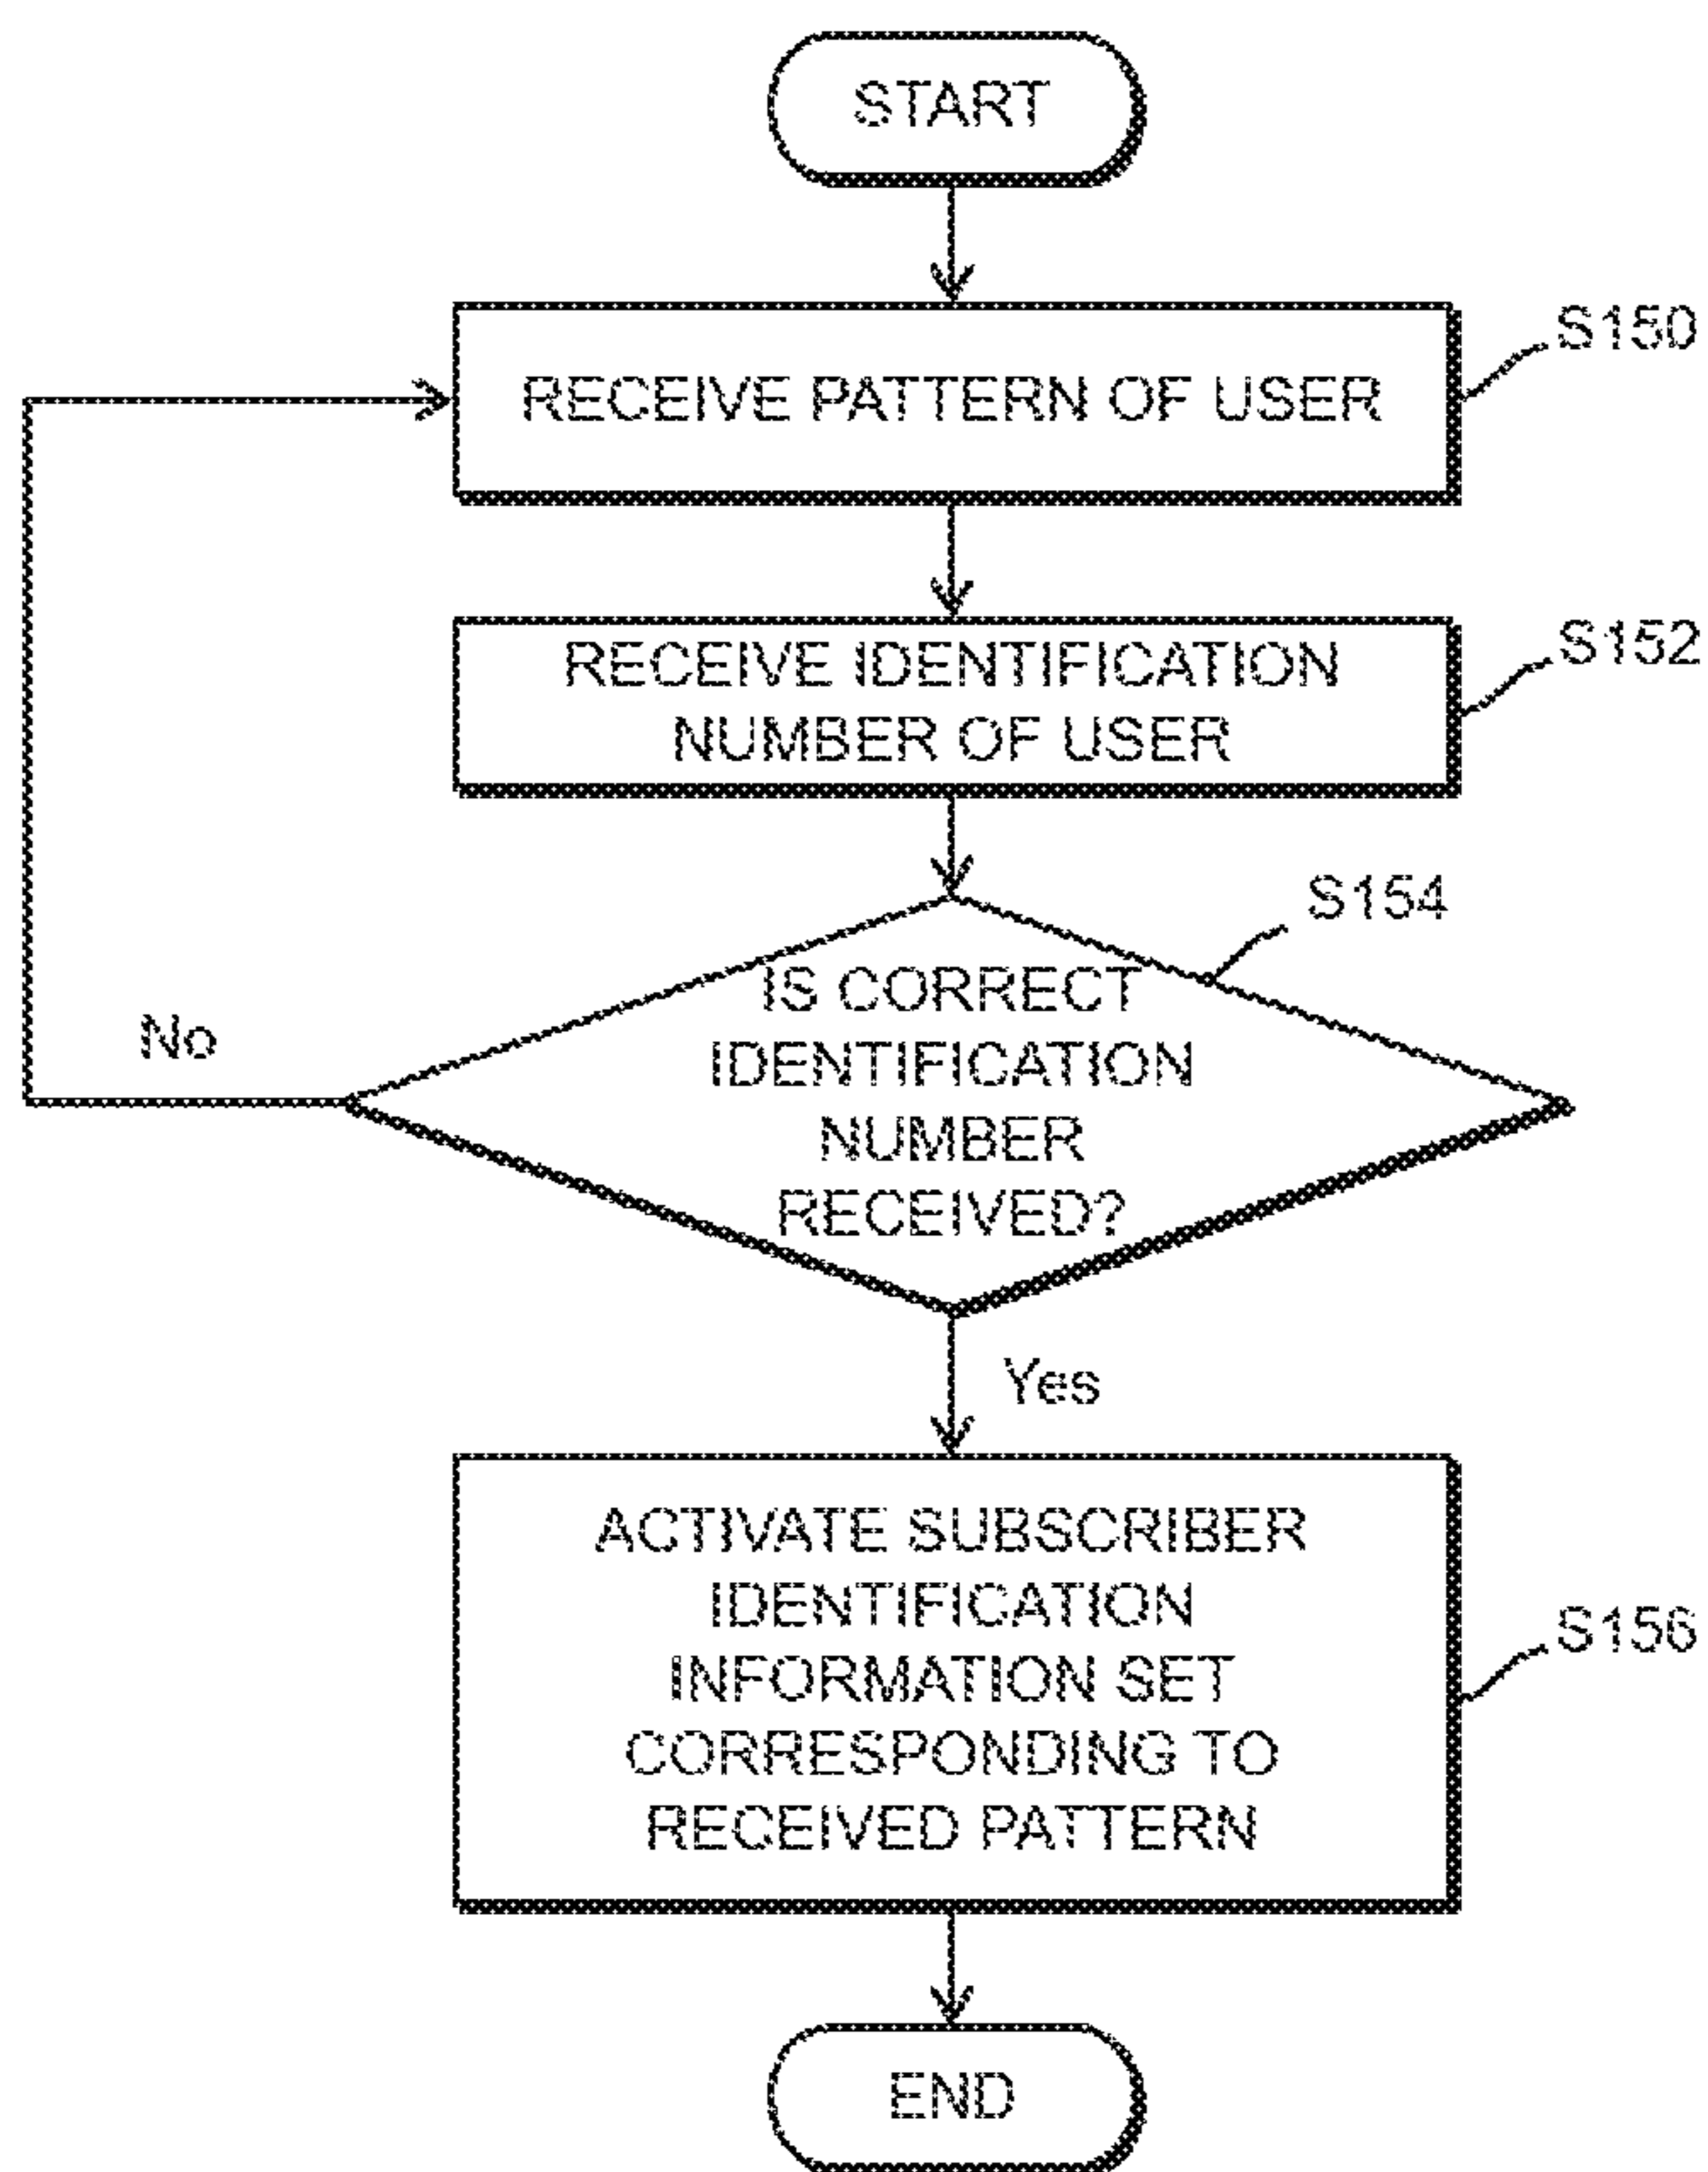 START
S150
RECEIVE PATTERN OF USER
S152
RECEIVE IDENTIFICATION
NUMBER OF USER
S154
IS CORRECT
IDENTIFICATION
NUMBER
RECEIVED?
No
Yes
ACTIVATE SUBSCRIBER
IDENTIFICATION
INFORMATION SET
CORRESPONDING TO
RECEIVED PATTERN
S156
END